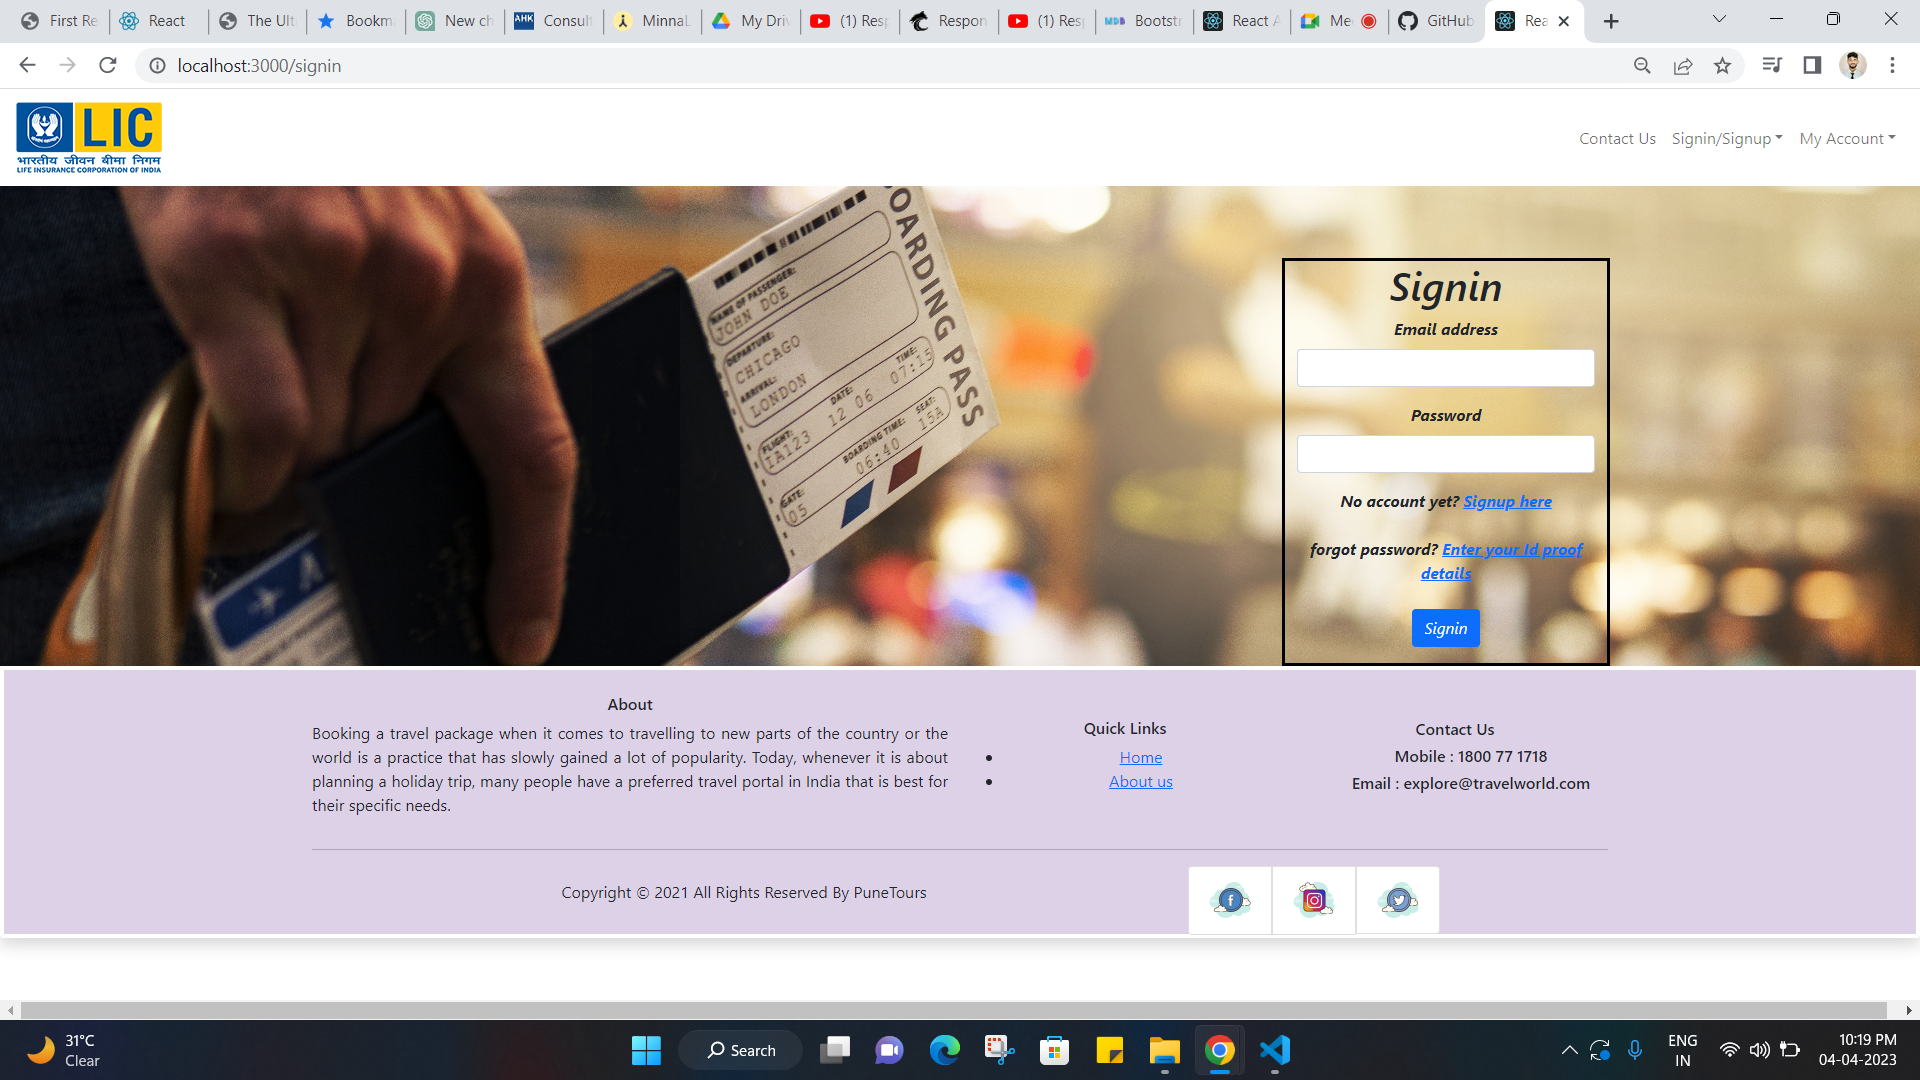 First Re
React
The Ult
Bookm
New ch
Consult
MinnaL
My Driv
(1) Resp
Respon
(1) Resp
Bootstr
React A
Me
GitHub
Rea
localhost:3000/signin
LIC
भारतीय जीवन बीमा निगम
LIFE INSURANCE CORPORATION OF INDIA
Contact Us
Signin/Signup
My Account
BOARDING PASS
NAME OF PASSENGER:
JOHN DOE
DEPARTURE:
CHICAGO
ARRIVAL:
LONDON
FLIGHT:
DATE:
TIME:
1A123 12 06 07:15
BOARDING TIME:
SEAT:
06:40 15A
GATE:
05
Signin
Email address
Password
No account yet? Signup here
forgot password? Enter your Id proof
details
Signin
About
Booking a travel package when it comes to travelling to new parts of the country or the
world is a practice that has slowly gained a lot of popularity. Today, whenever it is about
planning a holiday trip, many people have a preferred travel portal in India that is best for
their specific needs.
Quick Links
Home
About us
Contact Us
Mobile : 1800 77 1718
Email : explore@travelworld.com
Copyright © 2021 All Rights Reserved By PuneTours
31°C
Clear
Search
ENG
IN
10:19 PM
04-04-2023